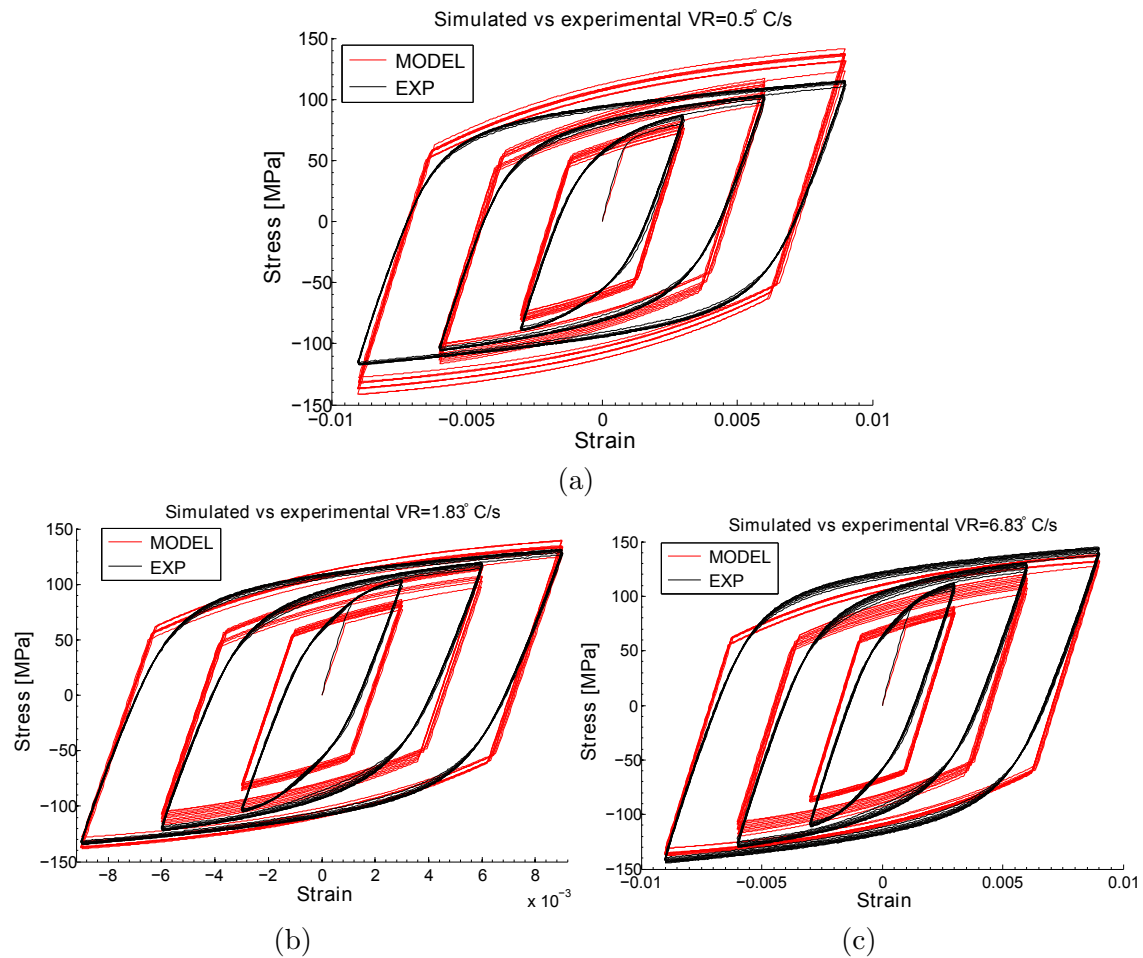 Simulated vs experimental VR=0.5° C/s
MODEL
EXP
Stress [MPa]
150
100
50
0
−50
−100
−150
−0.01
−0.005
0
0.005
0.01
Strain
(a)
Simulated vs experimental VR=1.83° C/s
MODEL
EXP
Stress [MPa]
150
100
50
0
−50
−100
−150
−8
−6
−4
−2
0
2
4
6
8
x 10⁻³
Strain
(b)
Simulated vs experimental VR=6.83° C/s
MODEL
EXP
Stress [MPa]
150
100
50
0
−50
−100
−150
−0.01
−0.005
0
0.005
0.01
Strain
(c)